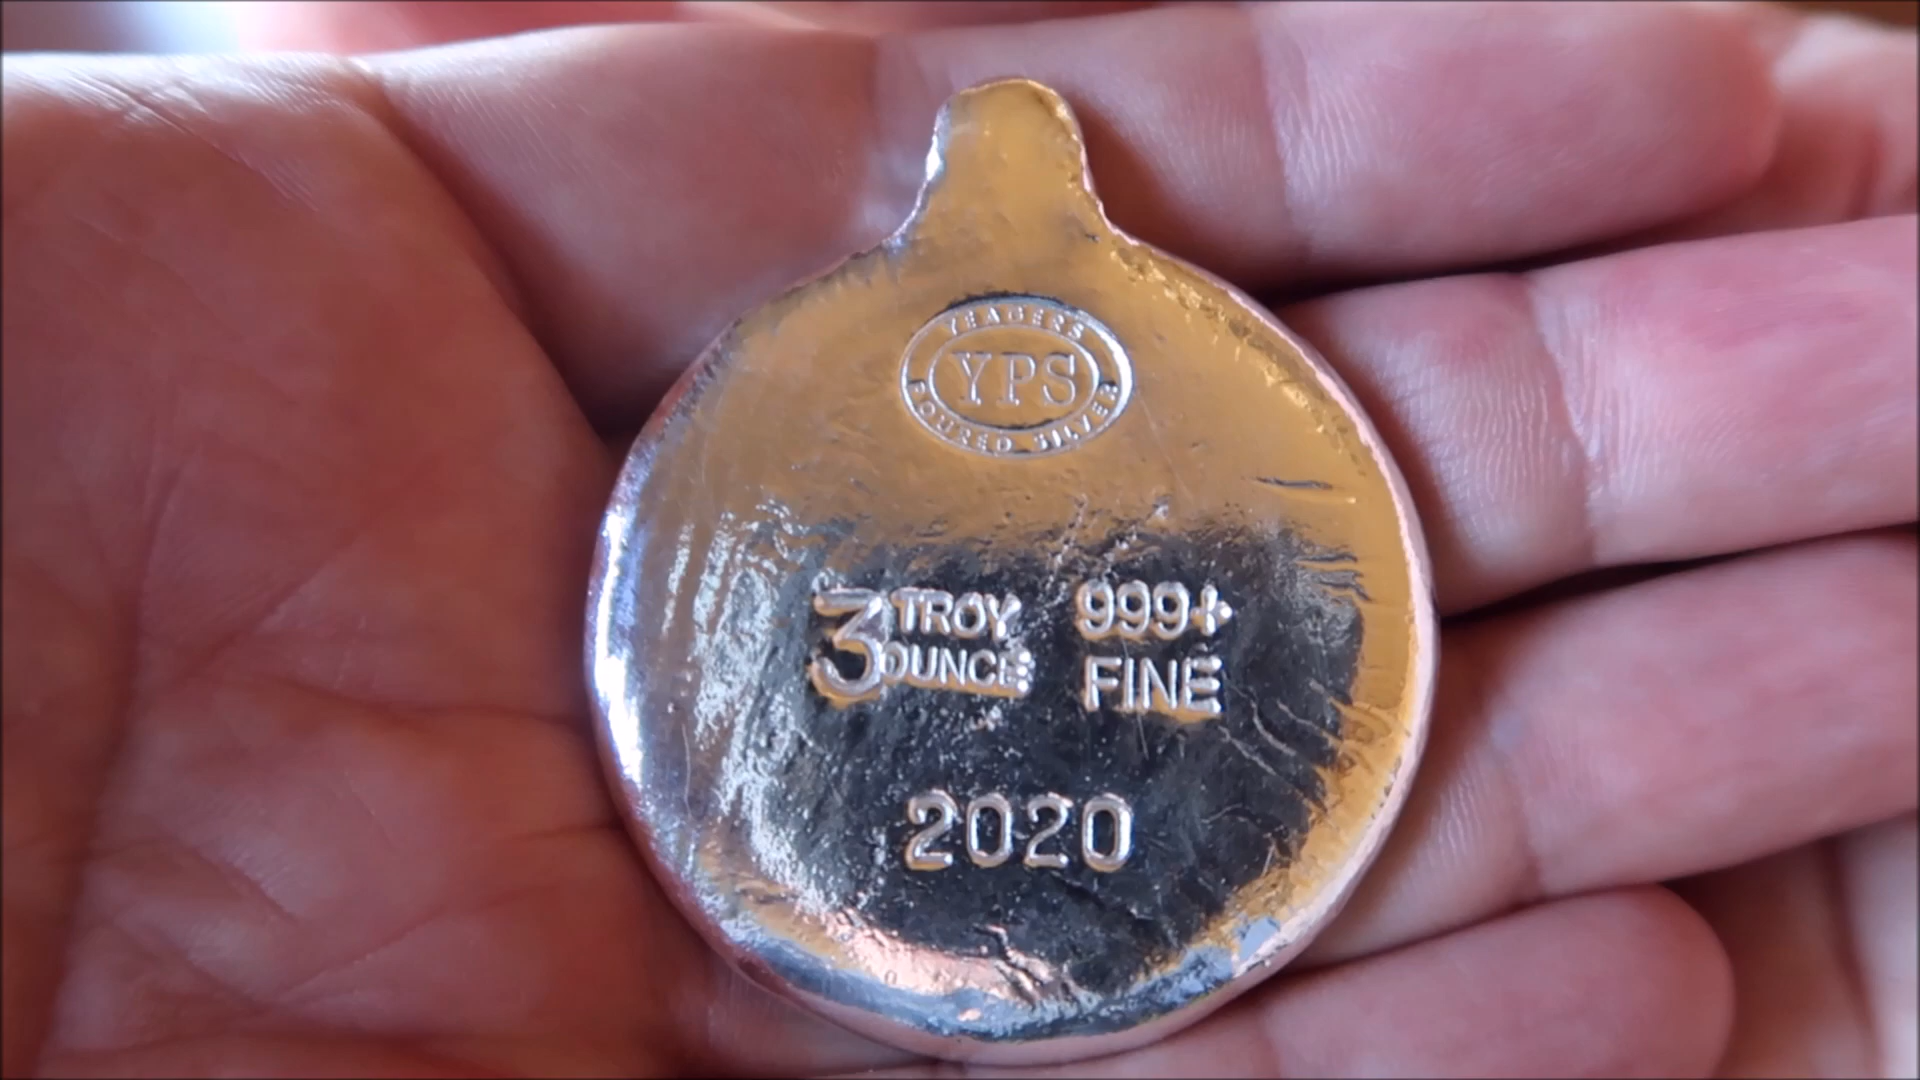 YEAGERS
YPS
POURED SILVER
3 TROY OUNCE
999+ FINE
2020